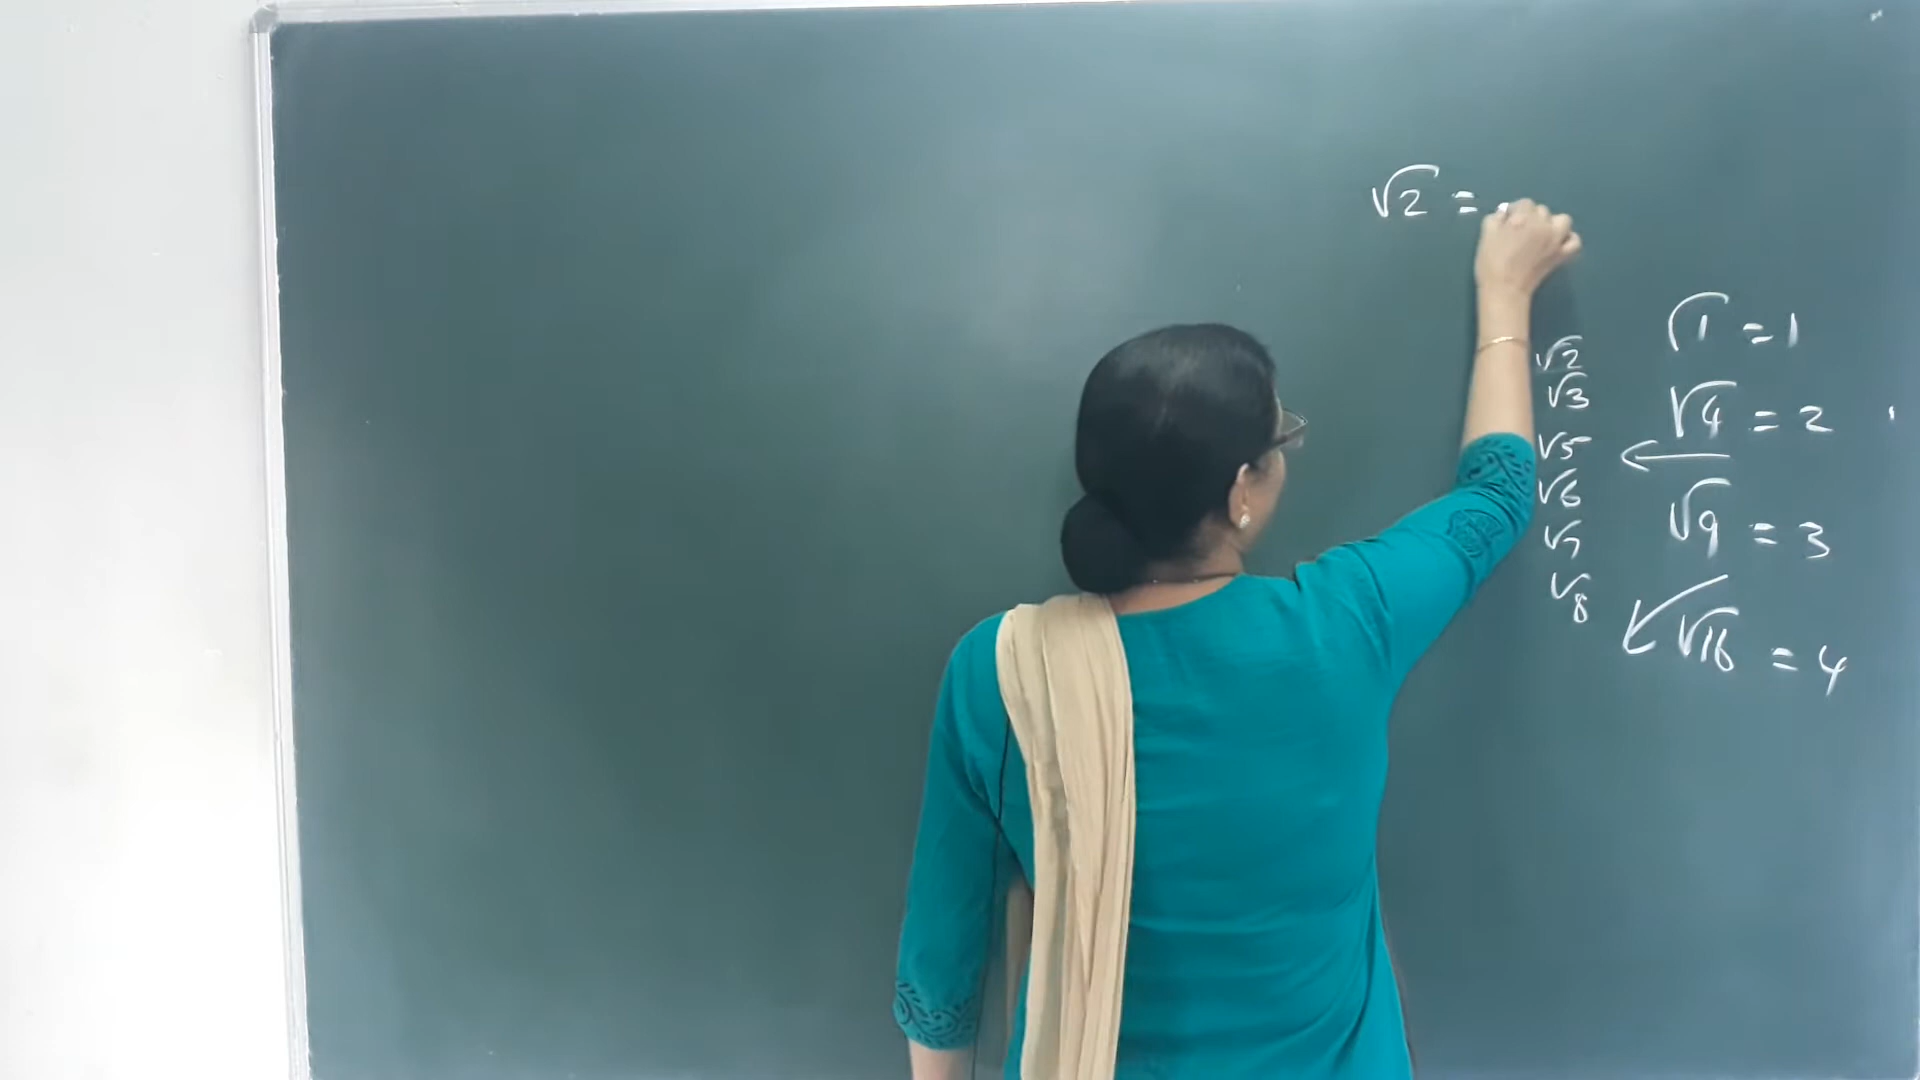 √2 =
√1 = 1
√2
√3
√4 = 2
√5
√6
√7
√8
√9 = 3
√16 = 4